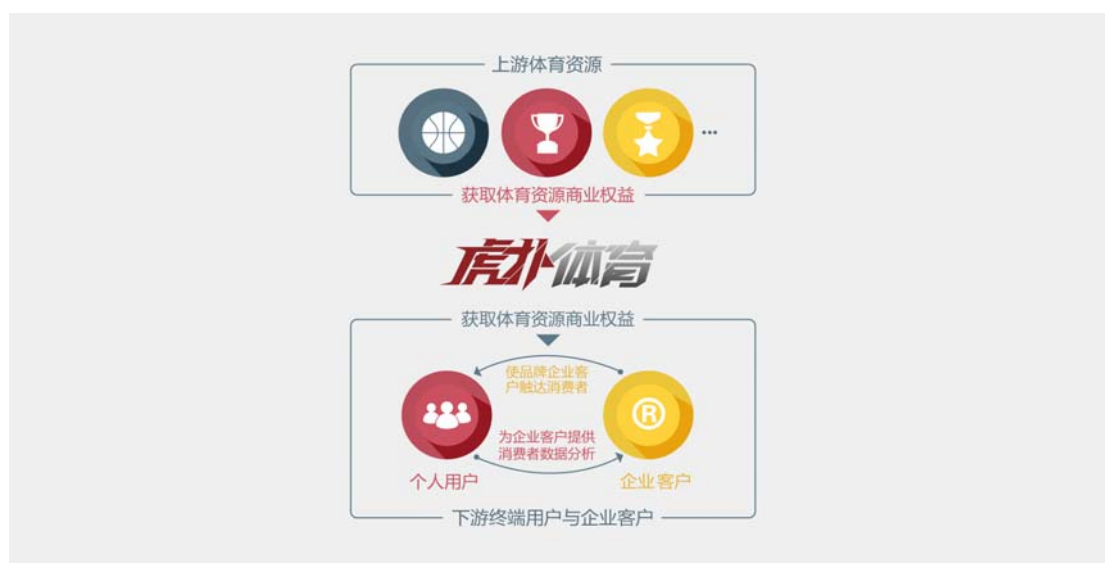 上游体育资源
...
获取体育资源商业权益
虎扑体育
获取体育资源商业权益
使品牌企业客
户触达消费者
®
为企业客户提供
消费者数据分析
个人用户
企业客户
下游终端用户与企业客户